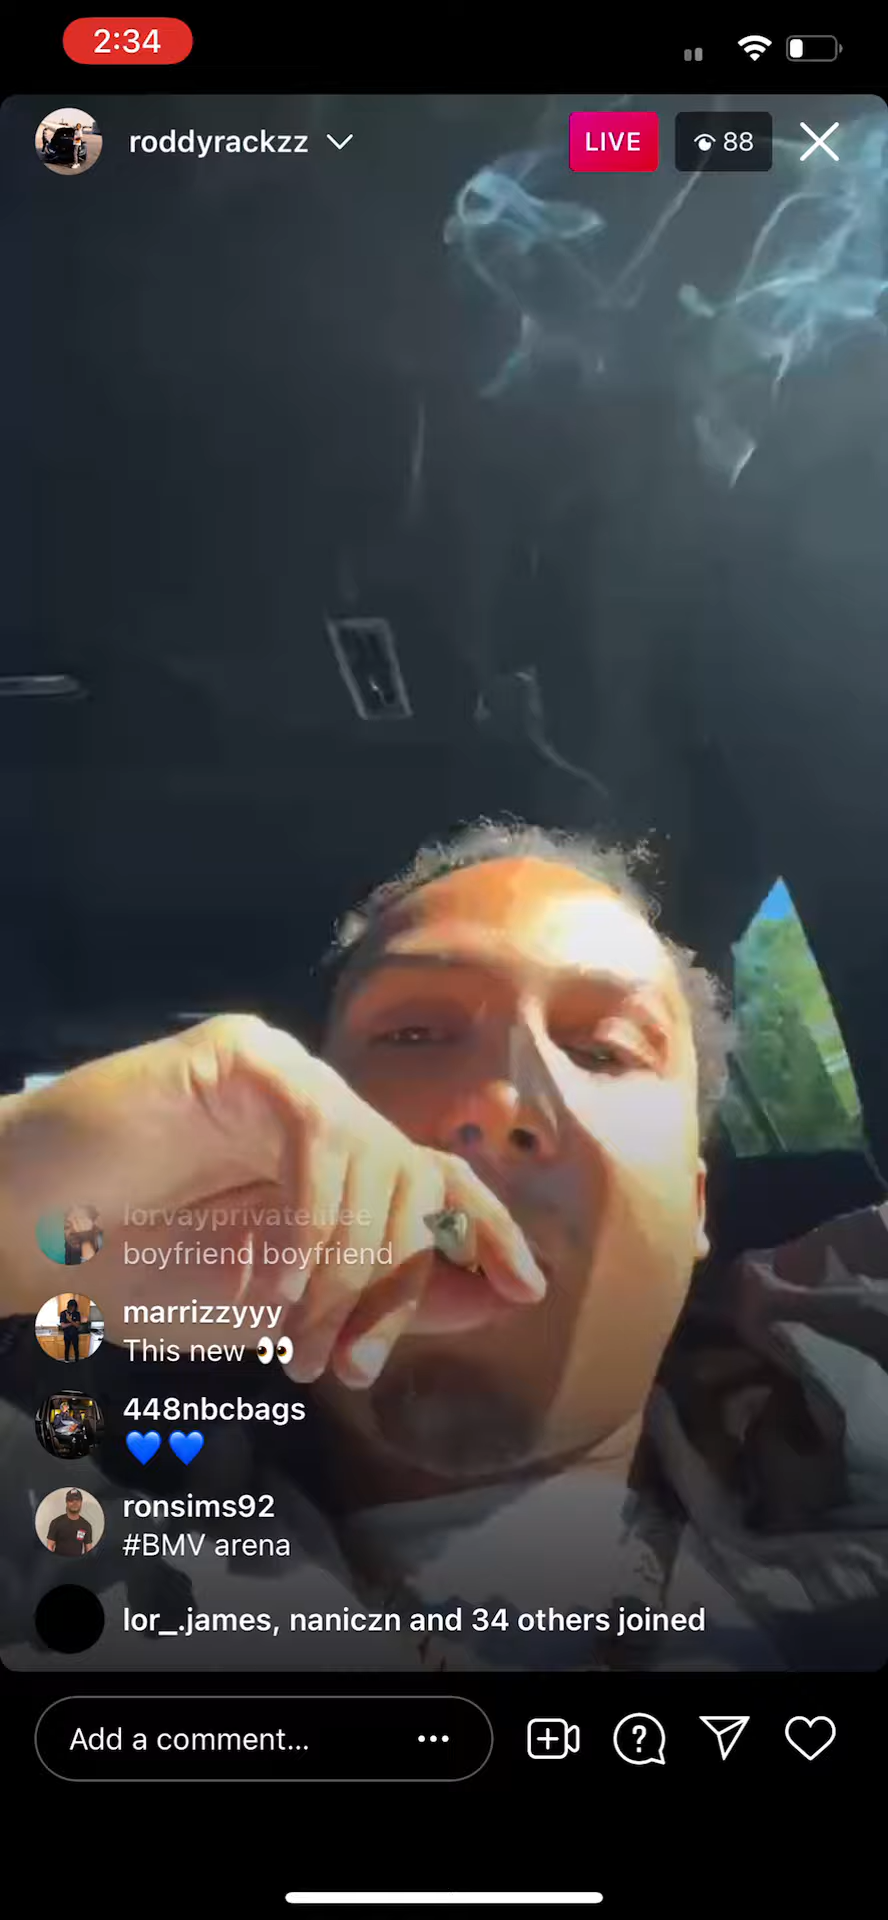 2:34
roddyrackzz
LIVE
88
lorvayprivatelifee
boyfriend boyfriend
marrizzyyy
This new 👀
448nbcbags
💙💙
ronsims92
#BMV arena
lor_.james, naniczn and 34 others joined
Add a comment...